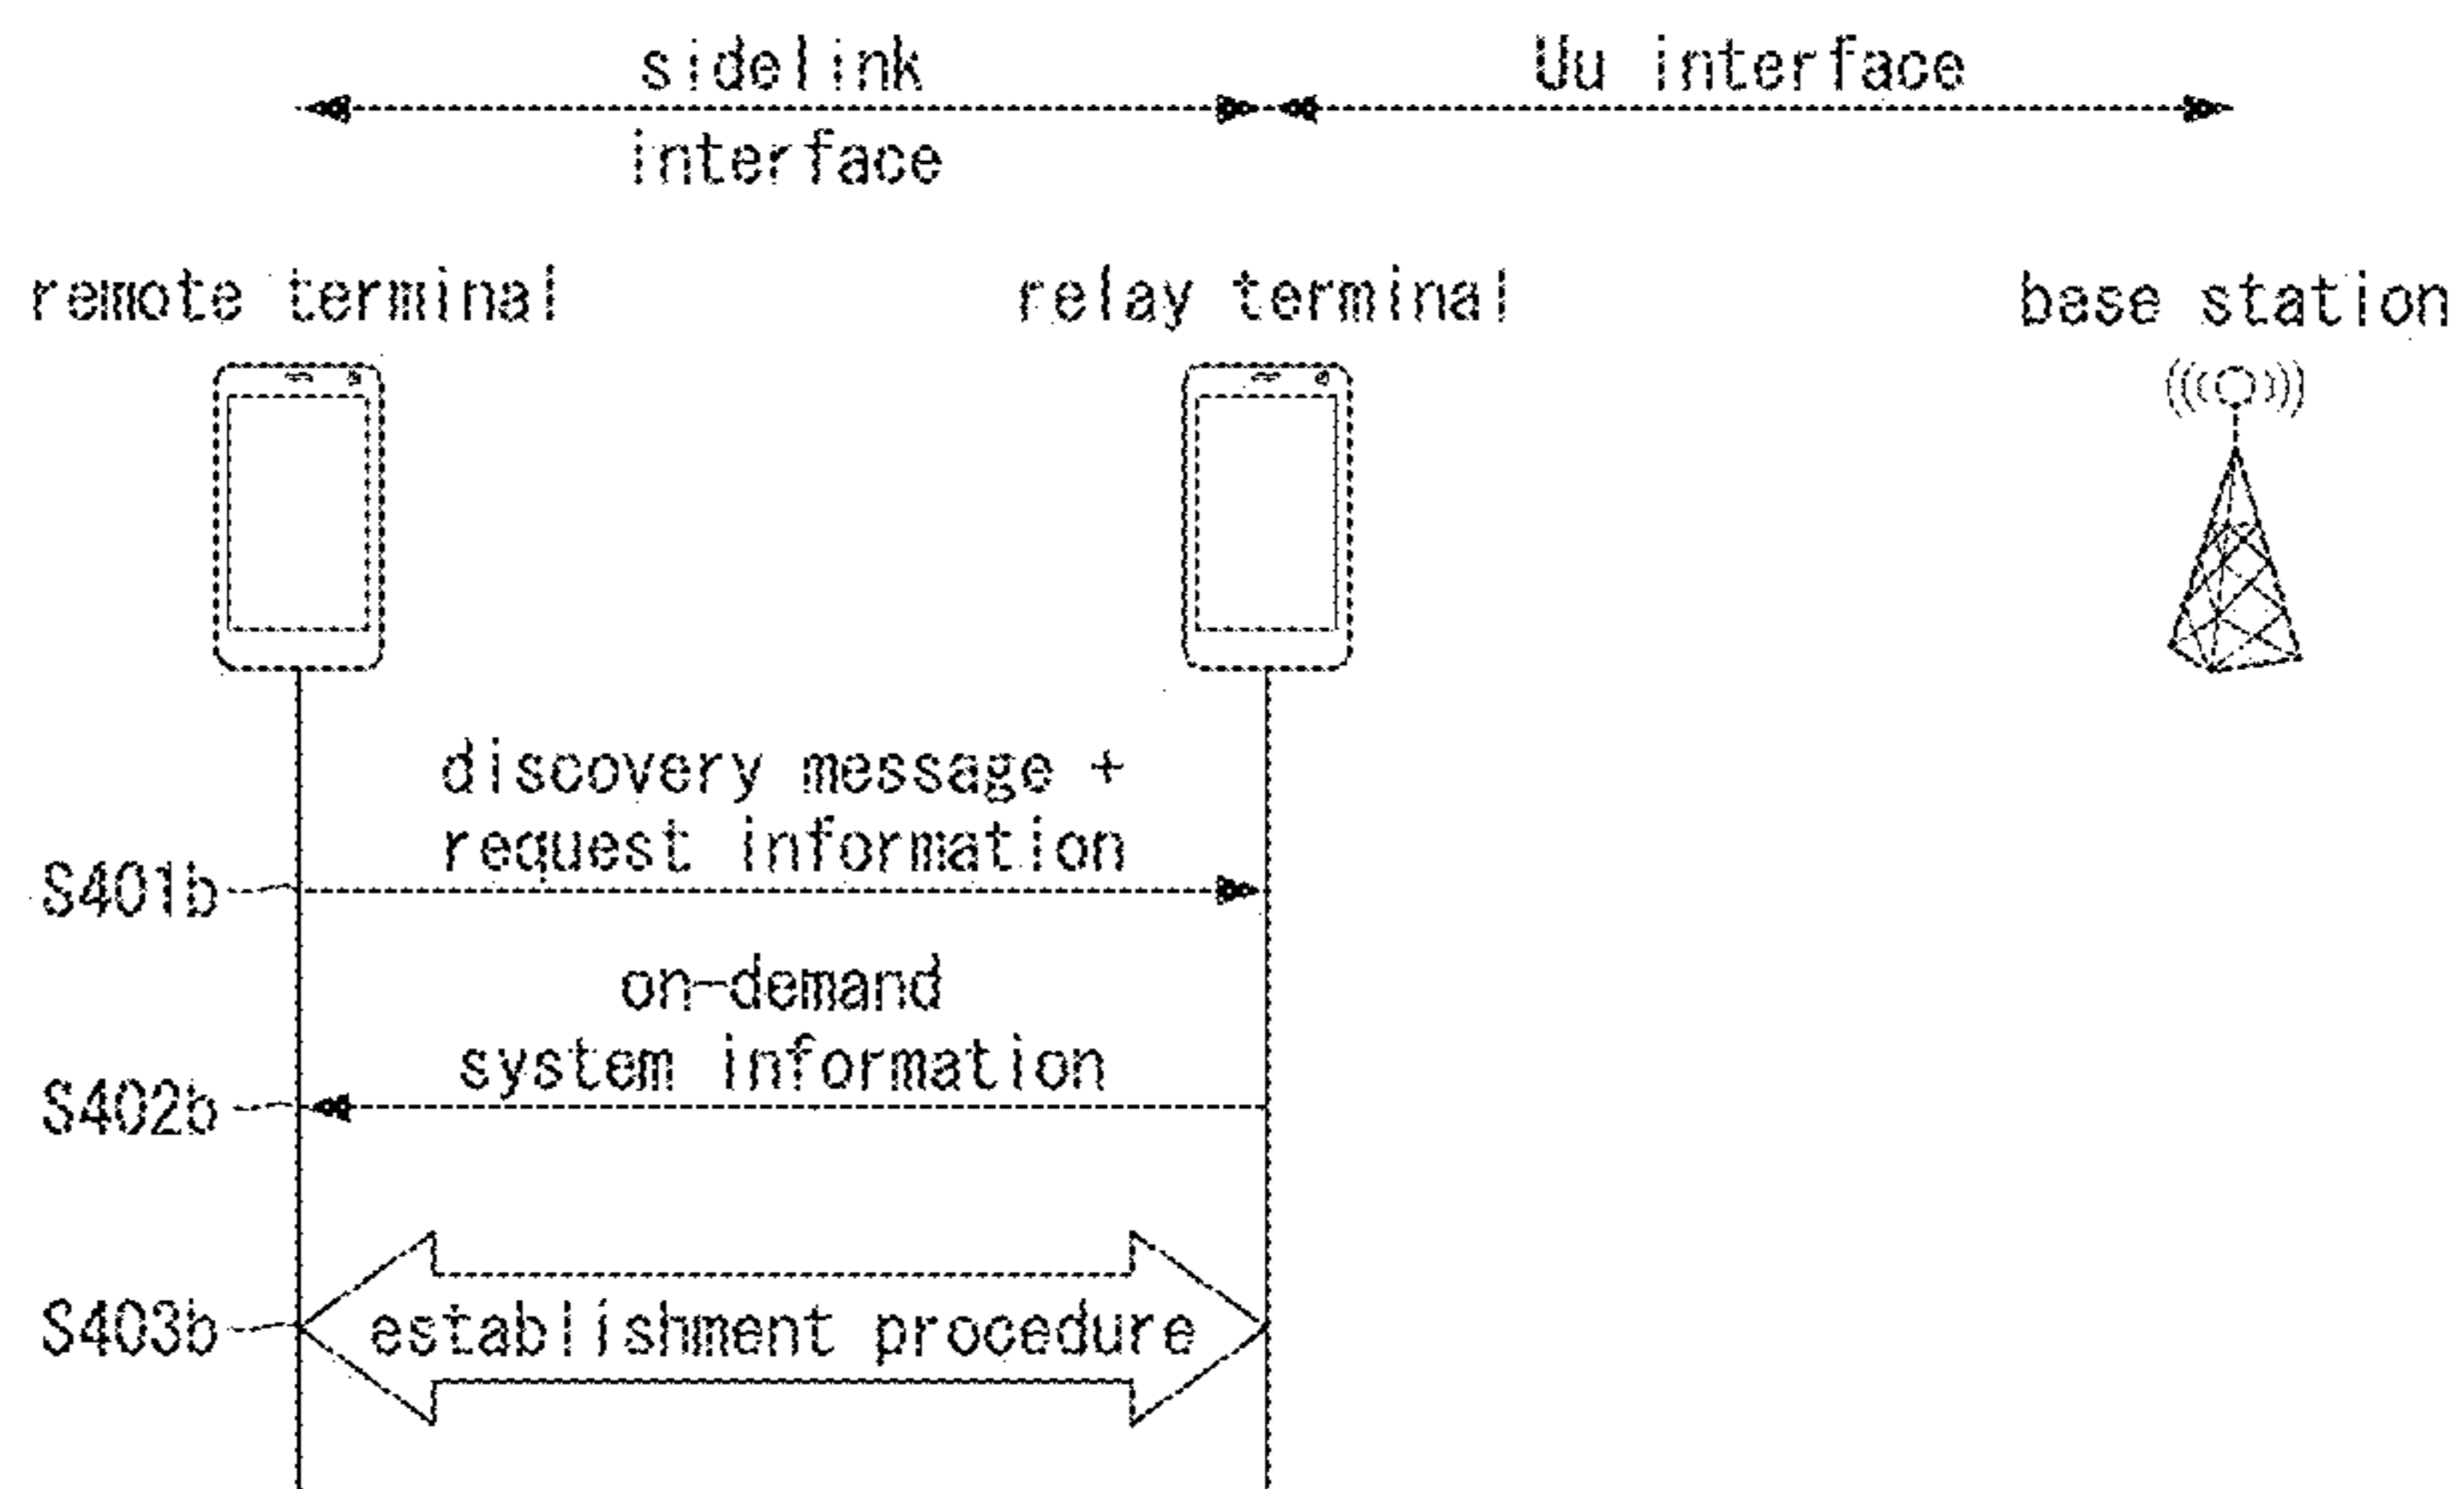 sidelink
interface
Uu interface
remote terminal
relay terminal
base station
discovery message +
request information
S401b
on-demand
system information
S402b
S403b
establishment procedure